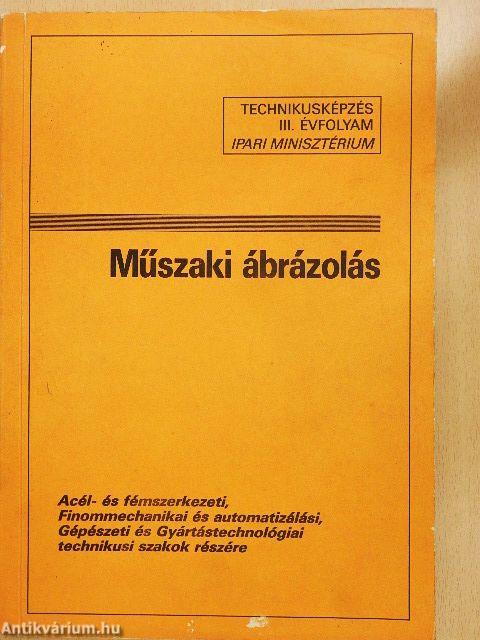 TECHNIKUSKÉPZÉS
III. ÉVFOLYAM
IPARI MINISZTÉRIUM
Műszaki ábrázolás
Acél- és fémszerkezeti,
Finommechanikai és automatizálási,
Gépészeti és Gyártástechnológiai
technikusi szakok részére
Antikvárium.hu